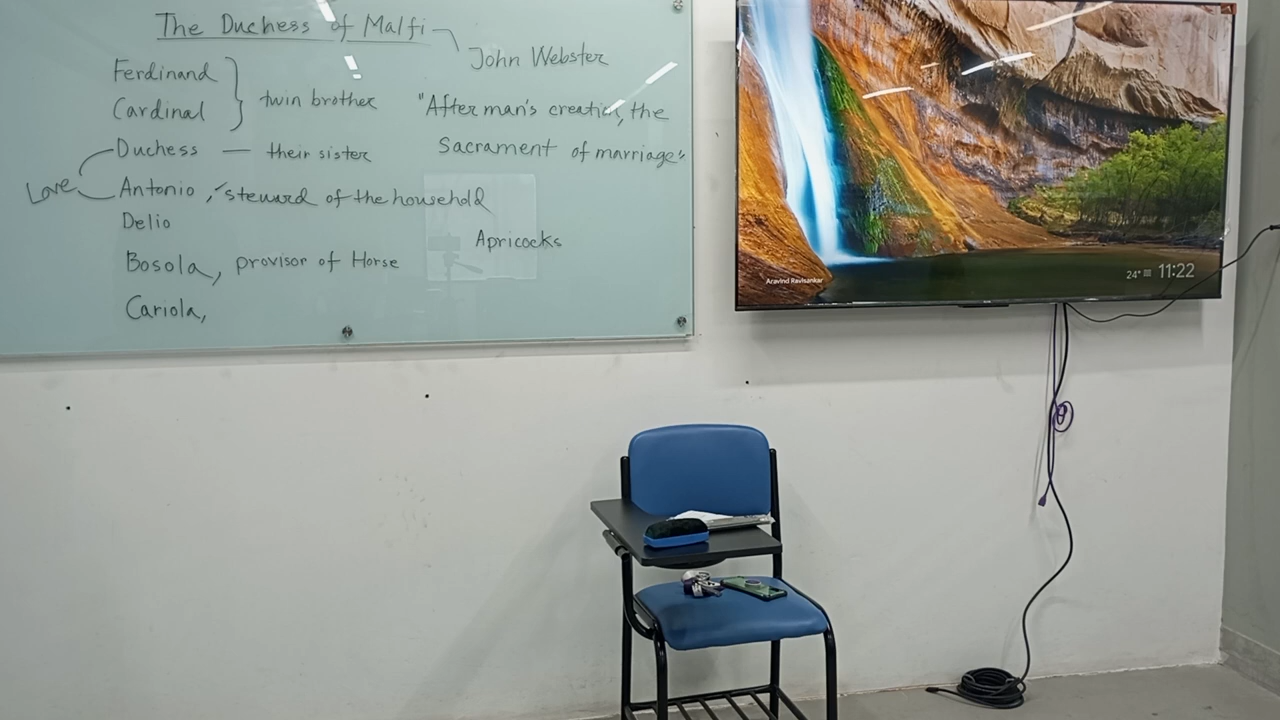 The Duchess of Malfi
John Webster
Ferdinand
Cardinal
twin brother
Duchess — their sister
Love
Antonio, steward of the household
Delio
Bosola, provisor of Horse
Cariola,
"After man's creation, the
Sacrament of marriage"
Apricocks
Aravind Ravisankar
24° 11:22